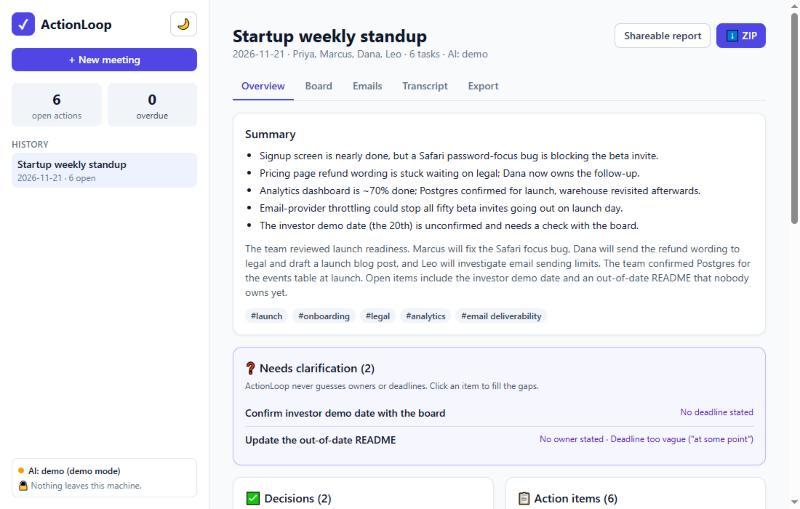 ActionLoop
+ New meeting
6
open actions
0
overdue
HISTORY
Startup weekly standup
2026-11-21 · 6 open
AI: demo (demo mode)
Nothing leaves this machine.
Startup weekly standup
2026-11-21 · Priya, Marcus, Dana, Leo · 6 tasks · AI: demo
Shareable report
ZIP
Overview
Board
Emails
Transcript
Export
Summary
• Signup screen is nearly done, but a Safari password-focus bug is blocking the beta invite.
• Pricing page refund wording is stuck waiting on legal; Dana now owns the follow-up.
• Analytics dashboard is ~70% done; Postgres confirmed for launch, warehouse revisited afterwards.
• Email-provider throttling could stop all fifty beta invites going out on launch day.
• The investor demo date (the 20th) is unconfirmed and needs a check with the board.
The team reviewed launch readiness. Marcus will fix the Safari focus bug, Dana will send the refund wording to
legal and draft a launch blog post, and Leo will investigate email sending limits. The team confirmed Postgres for
the events table at launch. Open items include the investor demo date and an out-of-date README that nobody
owns yet.
#launch
#onboarding
#legal
#analytics
#email deliverability
Needs clarification (2)
ActionLoop never guesses owners or deadlines. Click an item to fill the gaps.
Confirm investor demo date with the board
No deadline stated
Update the out-of-date README
No owner stated · Deadline too vague ("at some point")
Decisions (2)
Action items (6)